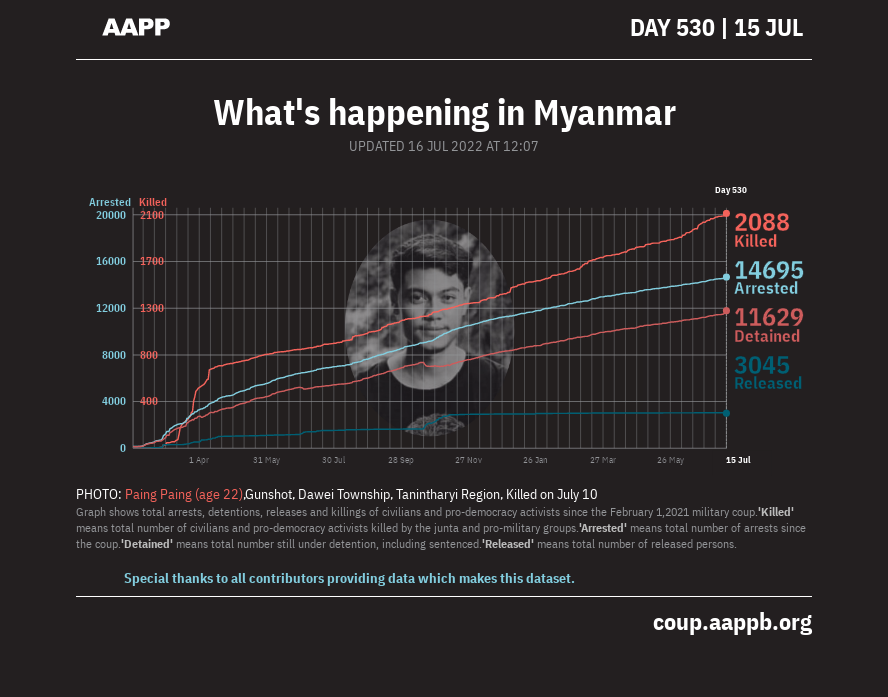 AAPP
DAY 530 | 15 JUL
What's happening in Myanmar
UPDATED 16 JUL 2022 AT 12:07
Day 530
Arrested Killed
20000 2100
16000 1700
12000 1300
8000 800
4000 400
0
2088
Killed
14695
Arrested
11629
Detained
3045
Released
1 Apr 31 May 30 Jul 28 Sep 27 Nov 26 Jan 27 Mar 26 May 15 Jul
PHOTO: Paing Paing (age 22),Gunshot, Dawei Township, Tanintharyi Region, Killed on July 10
Graph shows total arrests, detentions, releases and killings of civilians and pro-democracy activists since the February 1,2021 military coup.'Killed'
means total number of civilians and pro-democracy activists killed by the junta and pro-military groups.'Arrested' means total number of arrests since
the coup.'Detained' means total number still under detention, including sentenced.'Released' means total number of released persons.
Special thanks to all contributors providing data which makes this dataset.
coup.aappb.org